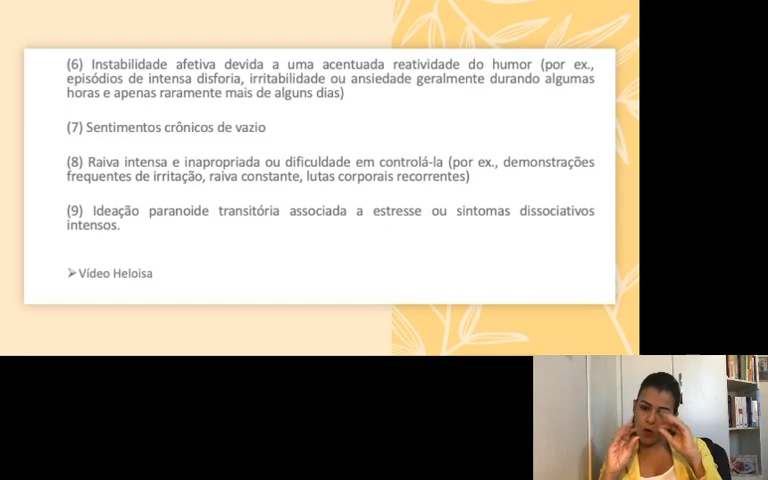 (6) Instabilidade afetiva devida a uma acentuada reatividade do humor (por ex.,
episódios de intensa disforia, irritabilidade ou ansiedade geralmente durando algumas
horas e apenas raramente mais de alguns dias)
(7) Sentimentos crônicos de vazio
(8) Raiva intensa e inapropriada ou dificuldade em controlá-la (por ex., demonstrações
frequentes de irritação, raiva constante, lutas corporais recorrentes)
(9) Ideação paranoide transitória associada a estresse ou sintomas dissociativos
intensos.
➢ Vídeo Heloisa